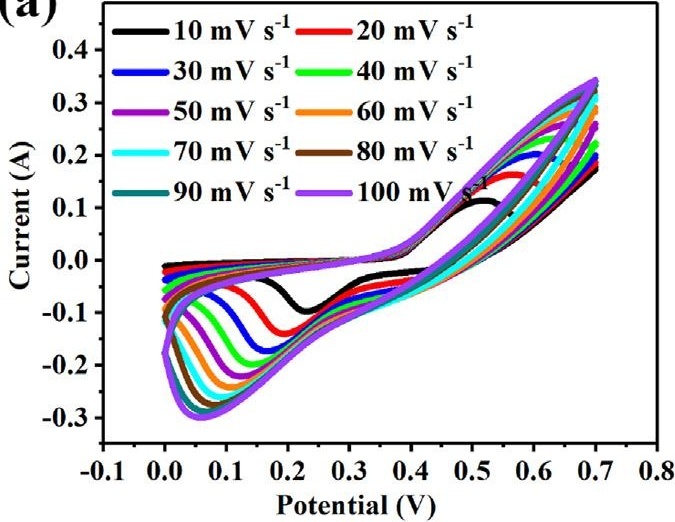 (a)
10 mV s⁻¹ 20 mV s⁻¹
30 mV s⁻¹ 40 mV s⁻¹
50 mV s⁻¹ 60 mV s⁻¹
70 mV s⁻¹ 80 mV s⁻¹
90 mV s⁻¹ 100 mV s⁻¹
Current (A)
0.4
0.3
0.2
0.1
0.0
-0.1
-0.2
-0.3
-0.1 0.0 0.1 0.2 0.3 0.4 0.5 0.6 0.7 0.8
Potential (V)